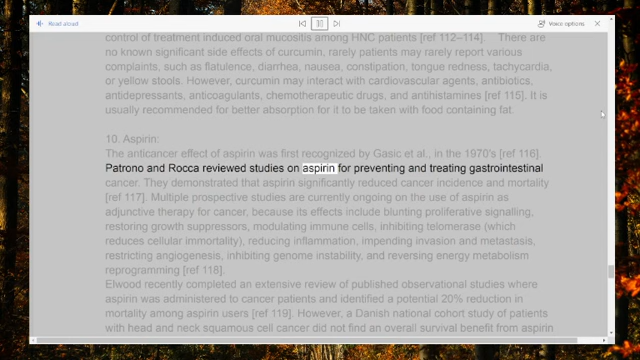 Read aloud
Voice options
control of treatment induced oral mucositis among HNC patients [ref 112–114]. There are
no known significant side effects of curcumin, rarely patients may rarely report various
complaints, such as flatulence, diarrhea, nausea, constipation, tongue redness, tachycardia,
or yellow stools. However, curcumin may interact with cardiovascular agents, antibiotics,
antidepressants, anticoagulants, chemotherapeutic drugs, and antihistamines [ref 115]. It is
usually recommended for better absorption for it to be taken with food containing fat.
10. Aspirin:
The anticancer effect of aspirin was first recognized by Gasic et al., in the 1970's [ref 116].
Patrono and Rocca reviewed studies on aspirin for preventing and treating gastrointestinal
cancer. They demonstrated that aspirin significantly reduced cancer incidence and mortality
[ref 117]. Multiple prospective studies are currently ongoing on the use of aspirin as
adjunctive therapy for cancer, because its effects include blunting proliferative signalling,
restoring growth suppressors, modulating immune cells, inhibiting telomerase (which
reduces cellular immortality), reducing inflammation, impending invasion and metastasis,
restricting angiogenesis, inhibiting genome instability, and reversing energy metabolism
reprogramming [ref 118].
Elwood recently completed an extensive review of published observational studies where
aspirin was administered to cancer patients and identified a potential 20% reduction in
mortality among aspirin users [ref 119]. However, a Danish national cohort study of patients
with head and neck squamous cell cancer did not find an overall survival benefit from aspirin